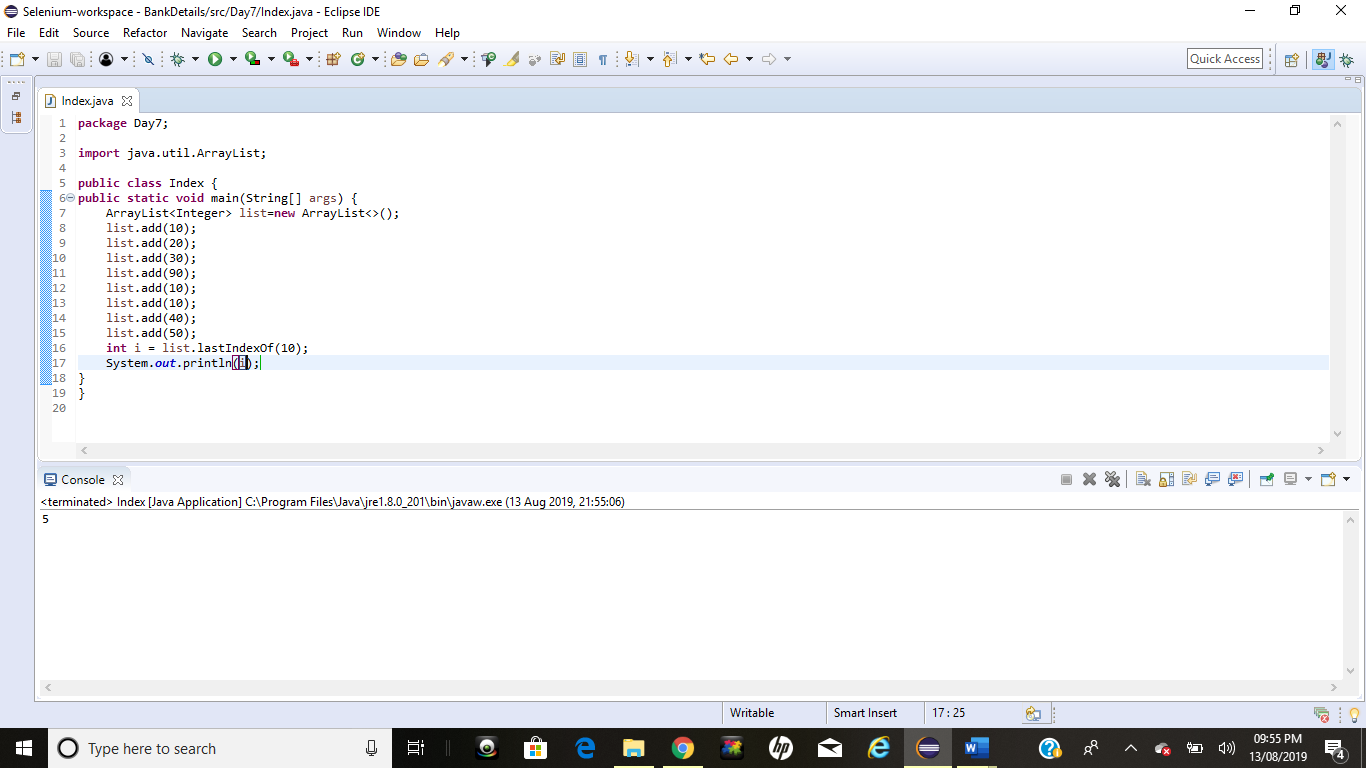 Selenium-workspace - BankDetails/src/Day7/Index.java - Eclipse IDE
File Edit Source Refactor Navigate Search Project Run Window Help
Quick Access
Index.java
1 package Day7;
2
3 import java.util.ArrayList;
4
5 public class Index {
6 public static void main(String[] args) {
7 ArrayList<Integer> list=new ArrayList<>();
8 list.add(10);
9 list.add(20);
10 list.add(30);
11 list.add(90);
12 list.add(10);
13 list.add(10);
14 list.add(40);
15 list.add(50);
16 int i = list.lastIndexOf(10);
17 System.out.println(i);
18 }
19 }
20
Console
<terminated> Index [Java Application] C:\Program Files\Java\jre1.8.0_201\bin\javaw.exe (13 Aug 2019, 21:55:06)
5
Writable Smart Insert 17 : 25
Type here to search
09:55 PM
13/08/2019
4